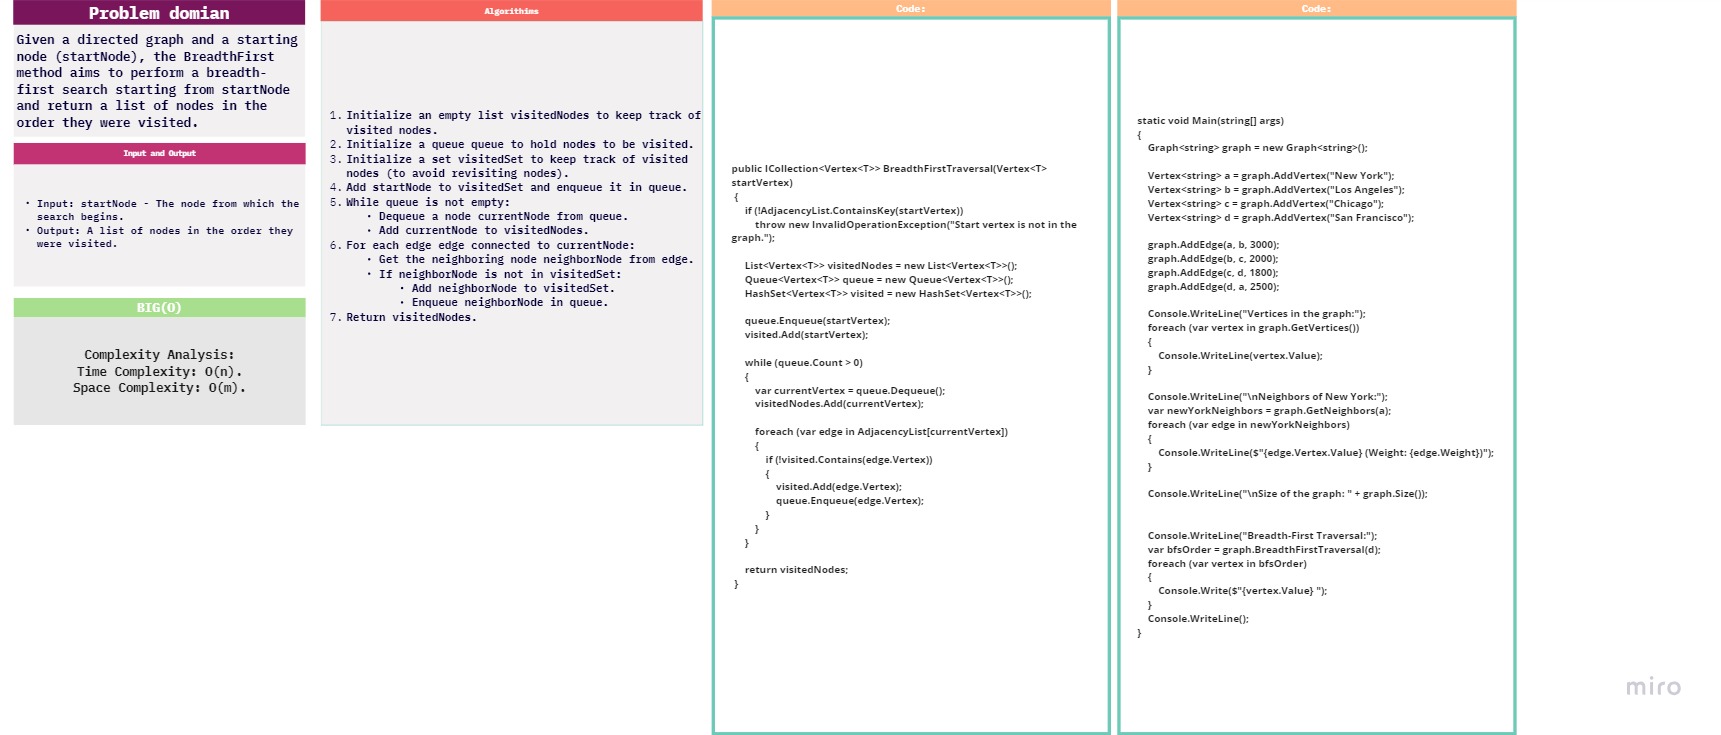 Problem domian
Given a directed graph and a starting
node (startNode), the BreadthFirst
method aims to perform a breadth-
first search starting from startNode
and return a list of nodes in the
order they were visited.
Input and Output
• Input: startNode - The node from which the
search begins.
• Output: A list of nodes in the order they
were visited.
BIG(O)
Complexity Analysis:
Time Complexity: O(n).
Space Complexity: O(m).
Algorithims
1. Initialize an empty list visitedNodes to keep track of
visited nodes.
2. Initialize a queue queue to hold nodes to be visited.
3. Initialize a set visitedSet to keep track of visited
nodes (to avoid revisiting nodes).
4. Add startNode to visitedSet and enqueue it in queue.
5. While queue is not empty:
• Dequeue a node currentNode from queue.
• Add currentNode to visitedNodes.
6. For each edge edge connected to currentNode:
• Get the neighboring node neighborNode from edge.
• If neighborNode is not in visitedSet:
• Add neighborNode to visitedSet.
• Enqueue neighborNode in queue.
7. Return visitedNodes.
Code:
public ICollection<Vertex<T>> BreadthFirstTraversal(Vertex<T>
startVertex)
{
if (!AdjacencyList.ContainsKey(startVertex))
throw new InvalidOperationException("Start vertex is not in the
graph.");
List<Vertex<T>> visitedNodes = new List<Vertex<T>>();
Queue<Vertex<T>> queue = new Queue<Vertex<T>>();
HashSet<Vertex<T>> visited = new HashSet<Vertex<T>>();
queue.Enqueue(startVertex);
visited.Add(startVertex);
while (queue.Count > 0)
{
var currentVertex = queue.Dequeue();
visitedNodes.Add(currentVertex);
foreach (var edge in AdjacencyList[currentVertex])
{
if (!visited.Contains(edge.Vertex))
{
visited.Add(edge.Vertex);
queue.Enqueue(edge.Vertex);
}
}
}
return visitedNodes;
}
Code:
static void Main(string[] args)
{
Graph<string> graph = new Graph<string>();
Vertex<string> a = graph.AddVertex("New York");
Vertex<string> b = graph.AddVertex("Los Angeles");
Vertex<string> c = graph.AddVertex("Chicago");
Vertex<string> d = graph.AddVertex("San Francisco");
graph.AddEdge(a, b, 3000);
graph.AddEdge(b, c, 2000);
graph.AddEdge(c, d, 1800);
graph.AddEdge(d, a, 2500);
Console.WriteLine("Vertices in the graph:");
foreach (var vertex in graph.GetVertices())
{
Console.WriteLine(vertex.Value);
}
Console.WriteLine("\nNeighbors of New York:");
var newYorkNeighbors = graph.GetNeighbors(a);
foreach (var edge in newYorkNeighbors)
{
Console.WriteLine($"{edge.Vertex.Value} (Weight: {edge.Weight})");
}
Console.WriteLine("\nSize of the graph: " + graph.Size());
Console.WriteLine("Breadth-First Traversal:");
var bfsOrder = graph.BreadthFirstTraversal(d);
foreach (var vertex in bfsOrder)
{
Console.Write($"{vertex.Value} ");
}
Console.WriteLine();
}
miro